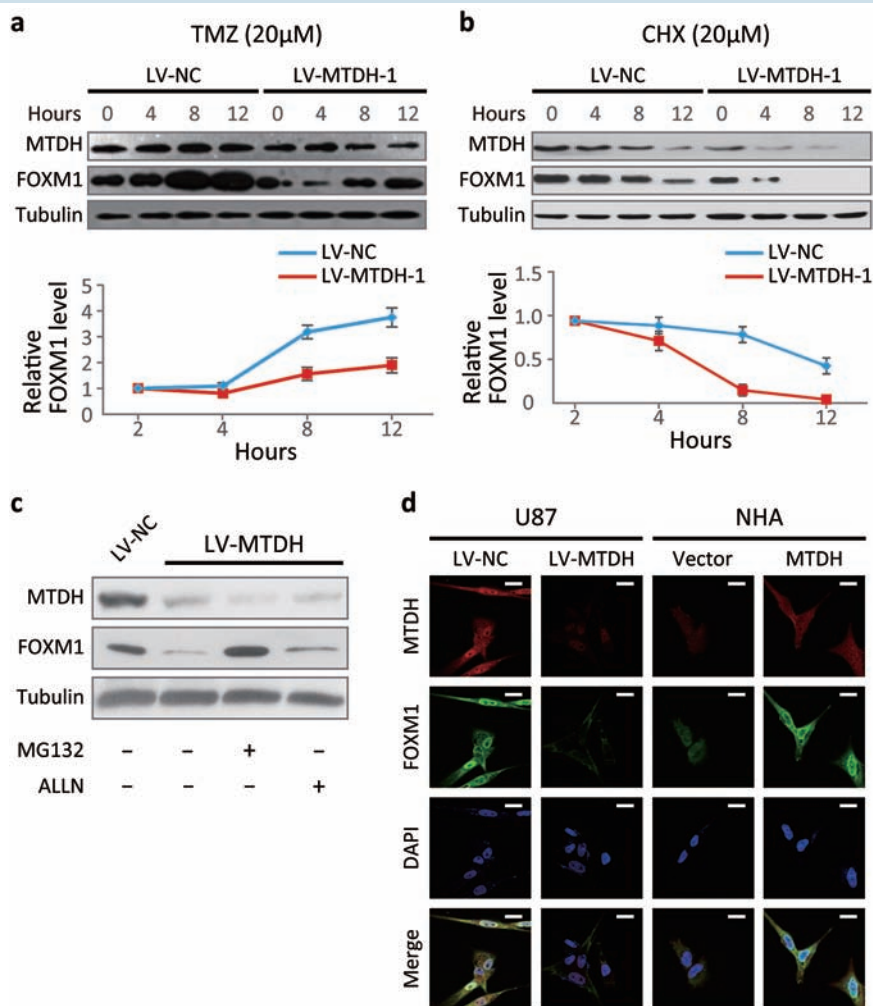 a
TMZ (20μM)
LV-NC LV-MTDH-1
Hours 0 4 8 12 0 4 8 12
MTDH
FOXM1
Tubulin
LV-NC
LV-MTDH-1
Relative
FOXM1 level
5
4
3
2
1
0
2 4 8 12
Hours
b
CHX (20μM)
LV-NC LV-MTDH-1
Hours 0 4 8 12 0 4 8 12
MTDH
FOXM1
Tubulin
LV-NC
LV-MTDH-1
Relative
FOXM1 level
1.0
0.5
0
2 4 8 12
Hours
c
LV-NC LV-MTDH
MTDH
FOXM1
Tubulin
MG132 – – + –
ALLN – – – +
d
U87 NHA
LV-NC LV-MTDH Vector MTDH
MTDH
FOXM1
DAPI
Merge